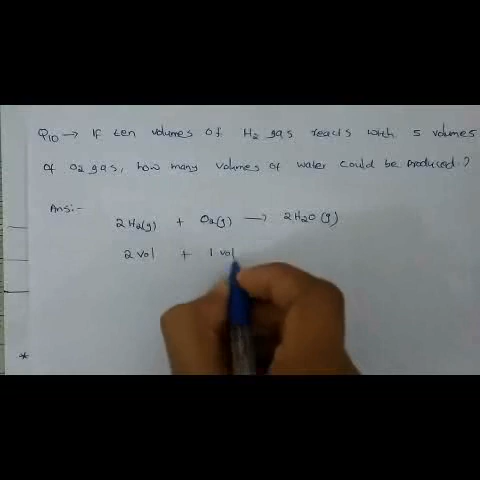 Q10 → If ten volumes of H2 gas reacts with 5 volumes
of O2 gas, how many volumes of water could be produced?
Ans:-
2H2(g) + O2(g) → 2H2O(g)
2 vol + 1 vol
*